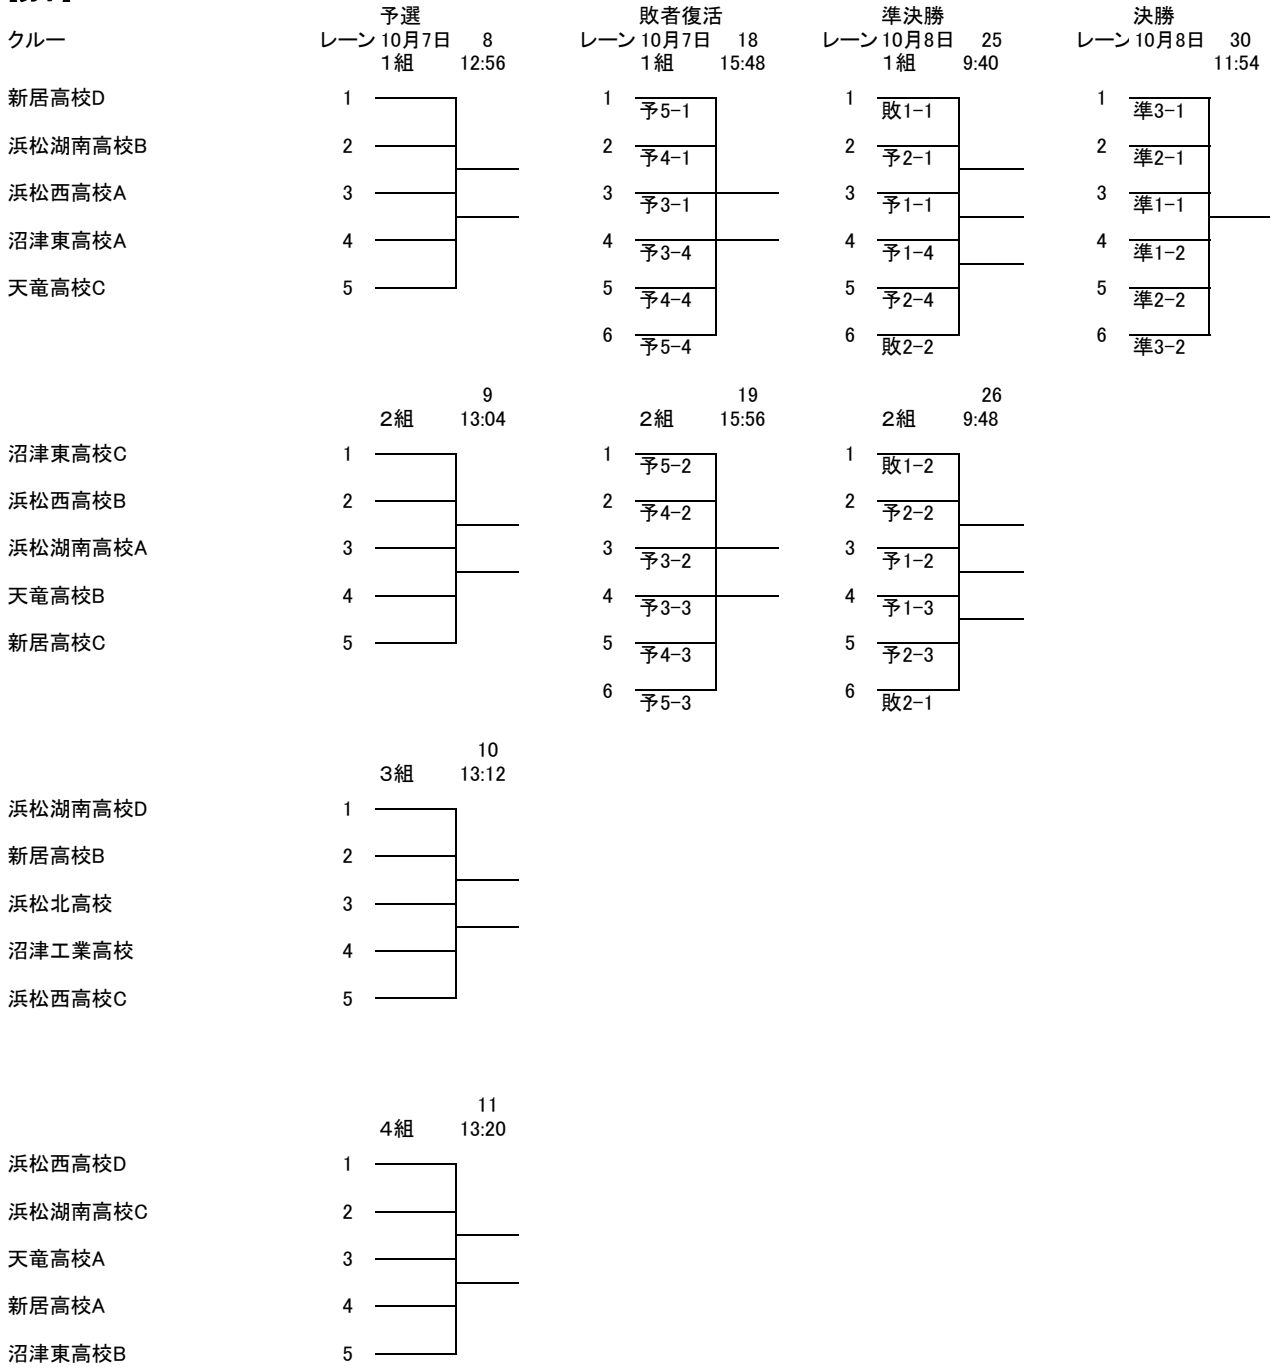 予選 敗者復活 準決勝 決勝
クルー レーン 10月7日 8 レーン 10月7日 18 レーン 10月8日 25 レーン 10月8日 30
1組 12:56 1組 15:48 1組 9:40 11:54
新居高校D 1 1 予5-1 1 敗1-1 1 準3-1
浜松湖南高校B 2 2 予4-1 2 予2-1 2 準2-1
浜松西高校A 3 3 予3-1 3 予1-1 3 準1-1
沼津東高校A 4 4 予3-4 4 予1-4 4 準1-2
天竜高校C 5 5 予4-4 5 予2-4 5 準2-2
6 予5-4 6 敗2-2 6 準3-2
9 19 26
2組 13:04 2組 15:56 2組 9:48
沼津東高校C 1 1 予5-2 1 敗1-2
浜松西高校B 2 2 予4-2 2 予2-2
浜松湖南高校A 3 3 予3-2 3 予1-2
天竜高校B 4 4 予3-3 4 予1-3
新居高校C 5 5 予4-3 5 予2-3
6 予5-3 6 敗2-1
10
3組 13:12
浜松湖南高校D 1
新居高校B 2
浜松北高校 3
沼津工業高校 4
浜松西高校C 5
11
4組 13:20
浜松西高校D 1
浜松湖南高校C 2
天竜高校A 3
新居高校A 4
沼津東高校B 5